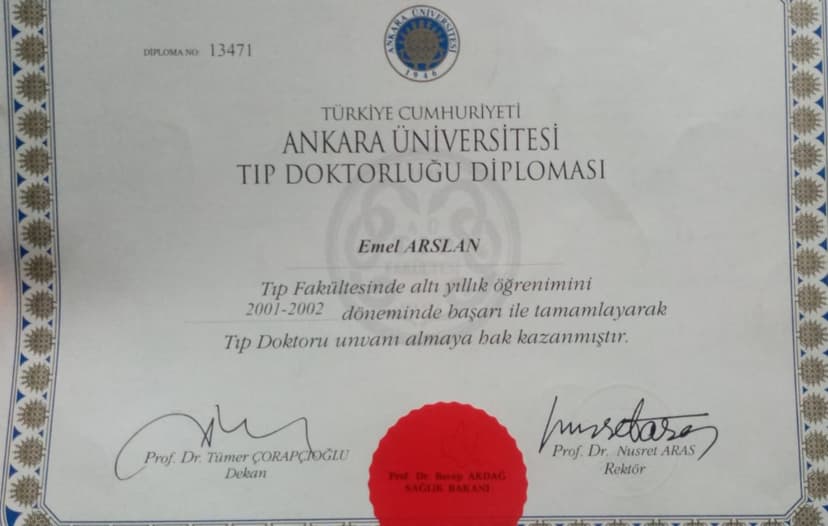 ANKARA ÜNİVERSİTESİ
1946
DİPLOMA NO: 13471
TÜRKİYE CUMHURİYETİ
ANKARA ÜNİVERSİTESİ
TIP DOKTORLUĞU DİPLOMASI
Emel ARSLAN
FAKÜLTESİ
Tıp Fakültesinde altı yıllık öğrenimini
2001-2002 döneminde başarı ile tamamlayarak
Tıp Doktoru unvanı almaya hak kazanmıştır.
Prof. Dr. Tümer ÇORAPÇIOĞLU
Dekan
Prof. Dr. Recep AKDAĞ
SAĞLIK BAKANI
Prof. Dr. Nusret ARAS
Rektör